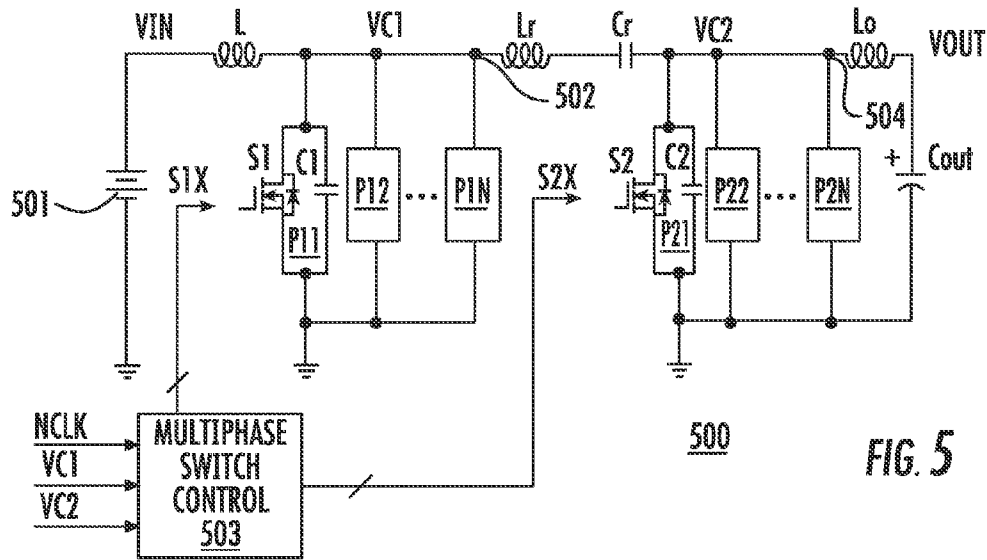 VIN
L
VC1
Lr
Cr
VC2
Lo
VOUT
502
504
501
S1X
S1
C1
P11
P12
...
P1N
S2X
S2
C2
P21
P22
...
P2N
+
Cout
NCLK
VC1
VC2
MULTIPHASE
SWITCH
CONTROL
503
500
FIG. 5